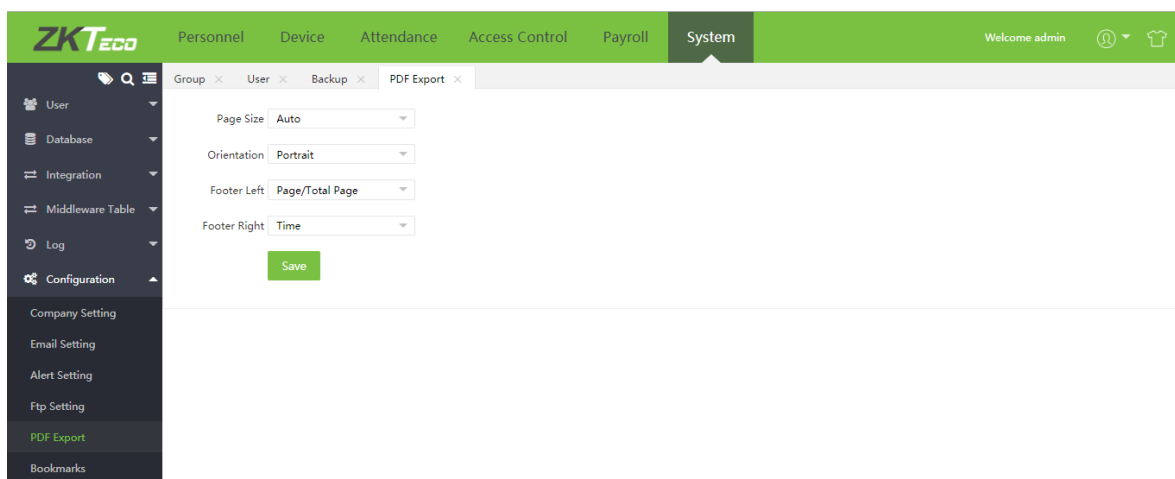 ZKTeco
Personnel Device Attendance Access Control Payroll System Welcome admin
Group × User × Backup × PDF Export ×
User
Database
Integration
Middleware Table
Log
Configuration
Company Setting
Email Setting
Alert Setting
Ftp Setting
PDF Export
Bookmarks
Page Size Auto
Orientation Portrait
Footer Left Page/Total Page
Footer Right Time
Save